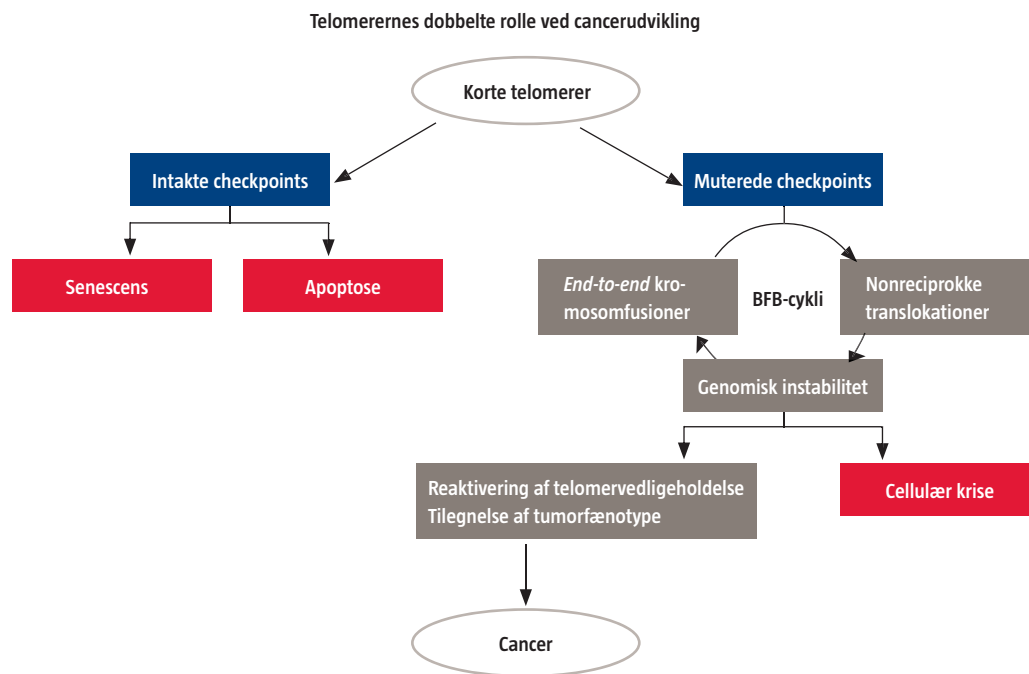 Telomerernes dobbelte rolle ved cancerudvikling
Korte telomerer
Intakte checkpoints
Muterede checkpoints
Senescens
Apoptose
End-to-end kro-
mosomfusioner
BFB-cykli
Nonreciprokke
translokationer
Genomisk instabilitet
Reaktivering af telomervedligeholdelse
Tilegnelse af tumorfænotype
Cellulær krise
Cancer